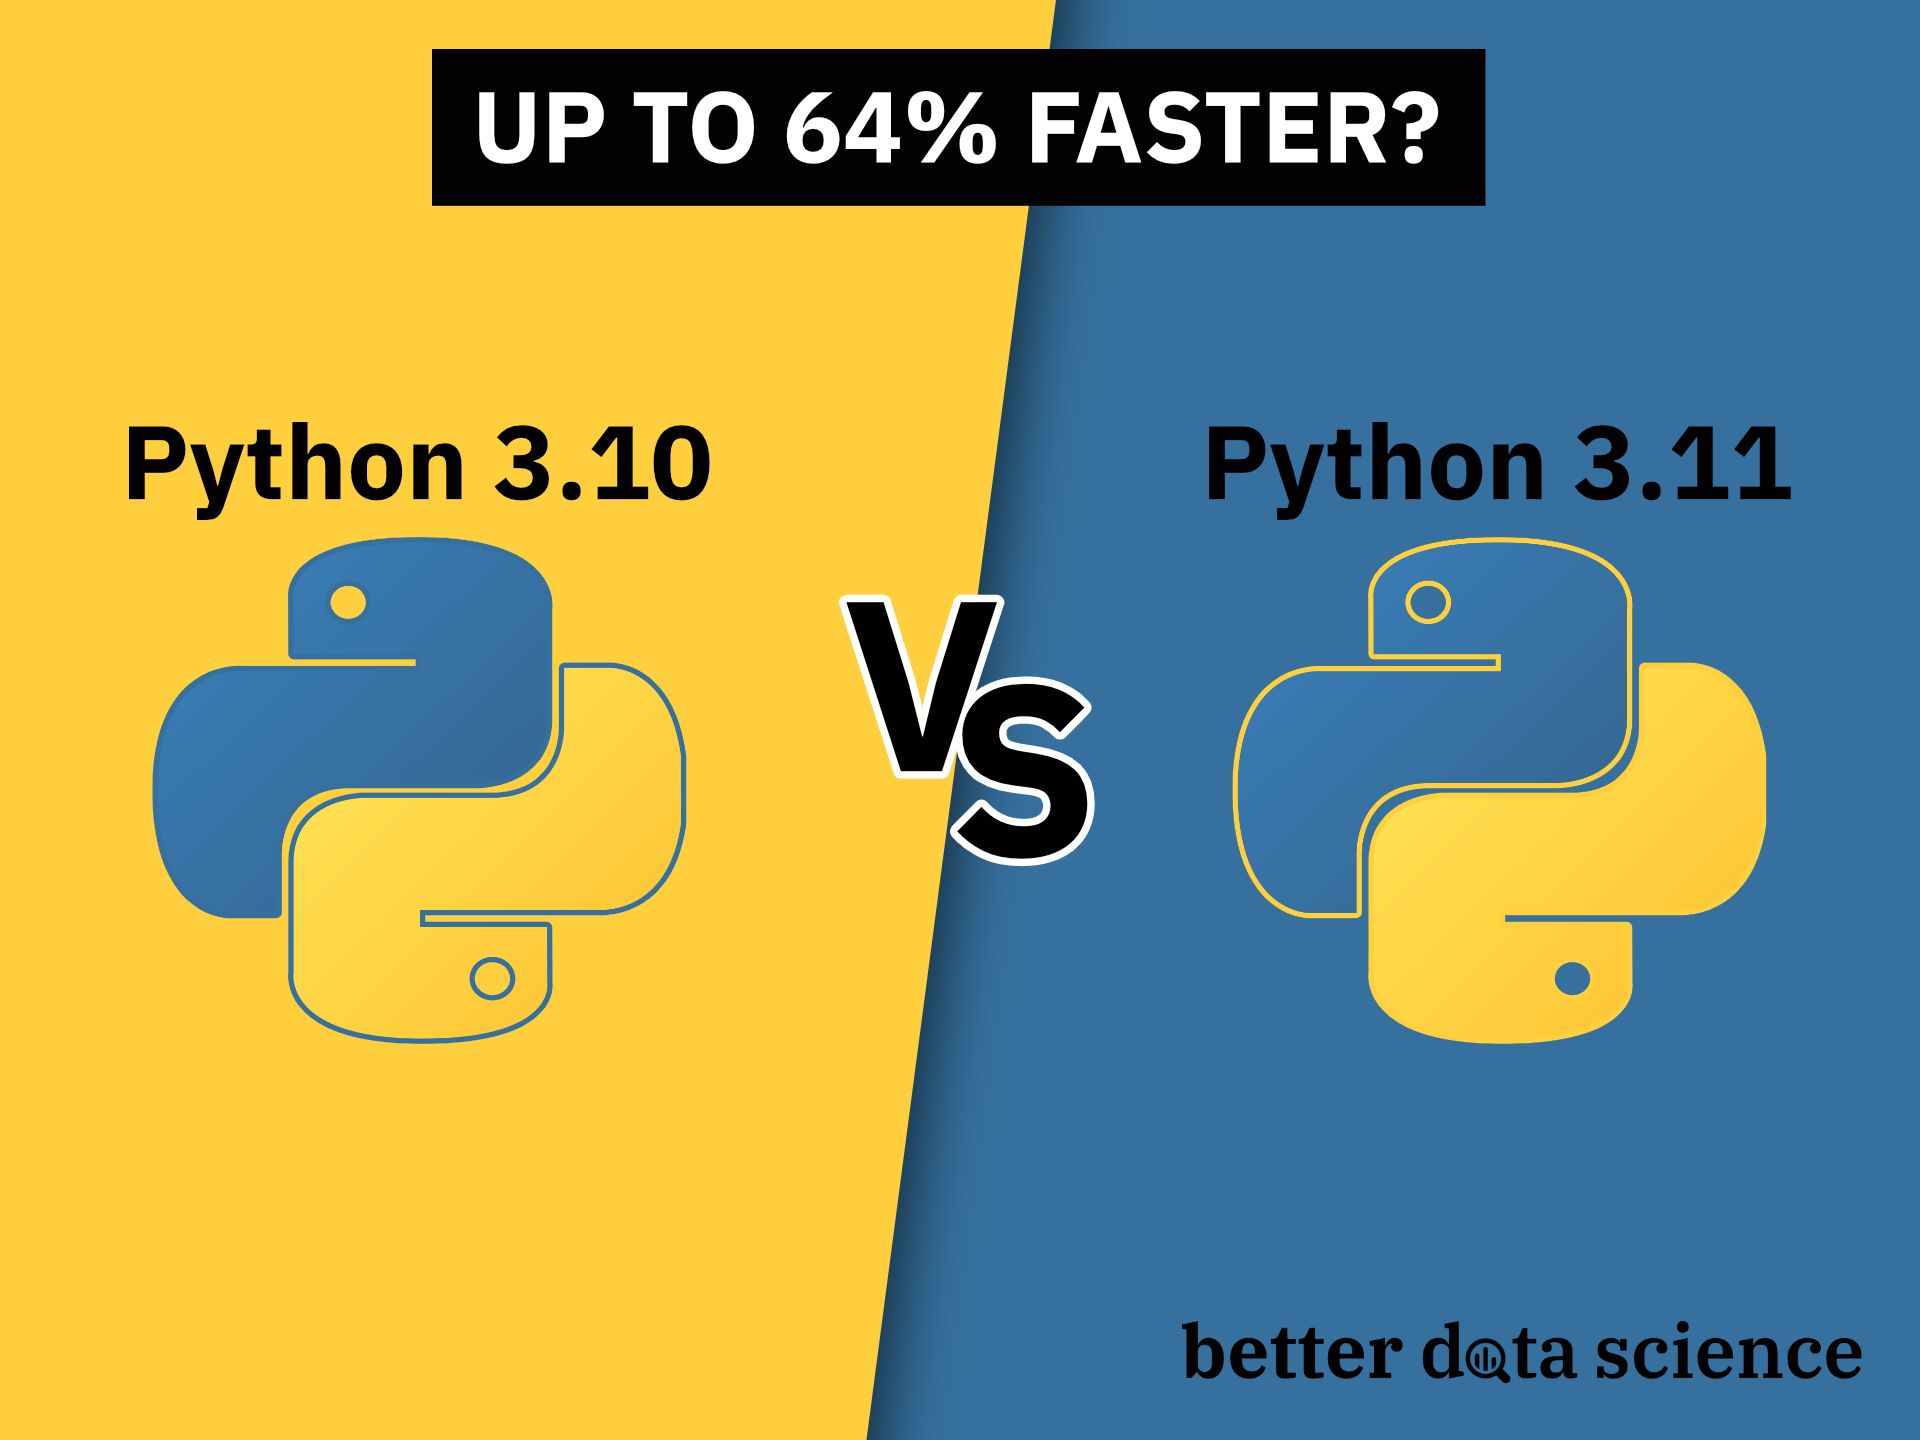 UP TO 64% FASTER?
Python 3.10
Python 3.11
VS
better data science